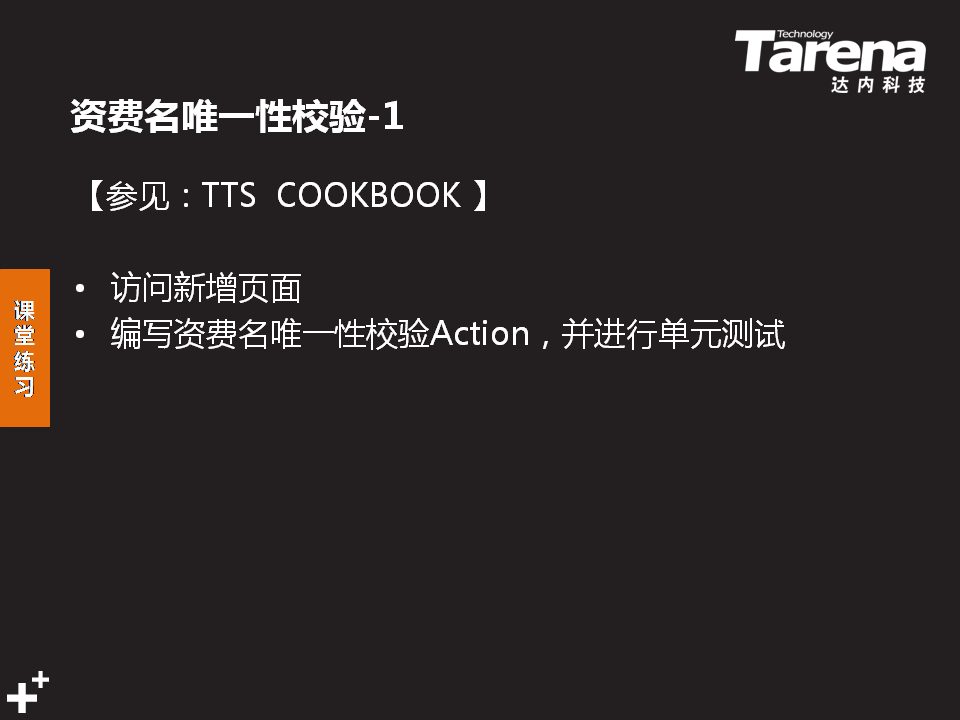 Technology
Tarena
达内科技
资费名唯一性校验-1
【参见：TTS COOKBOOK 】
• 访问新增页面
• 编写资费名唯一性校验Action，并进行单元测试
课
堂
练
习